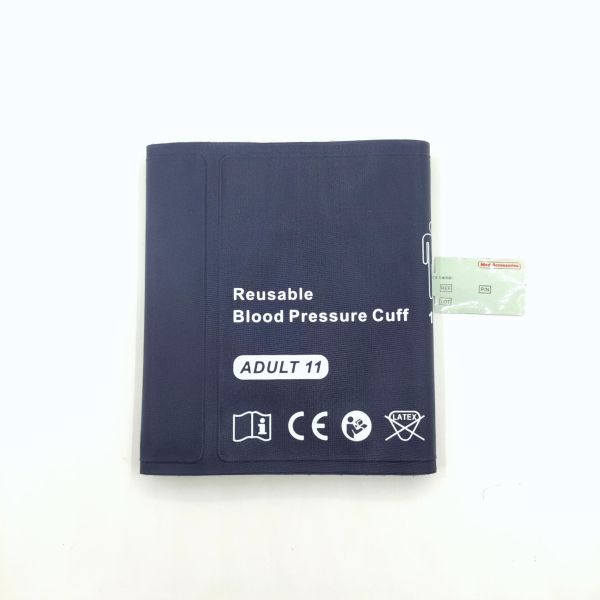 Med Accessories
REF
P/N
LOT
Reusable
Blood Pressure Cuff
ADULT 11
i
CE
LATEX